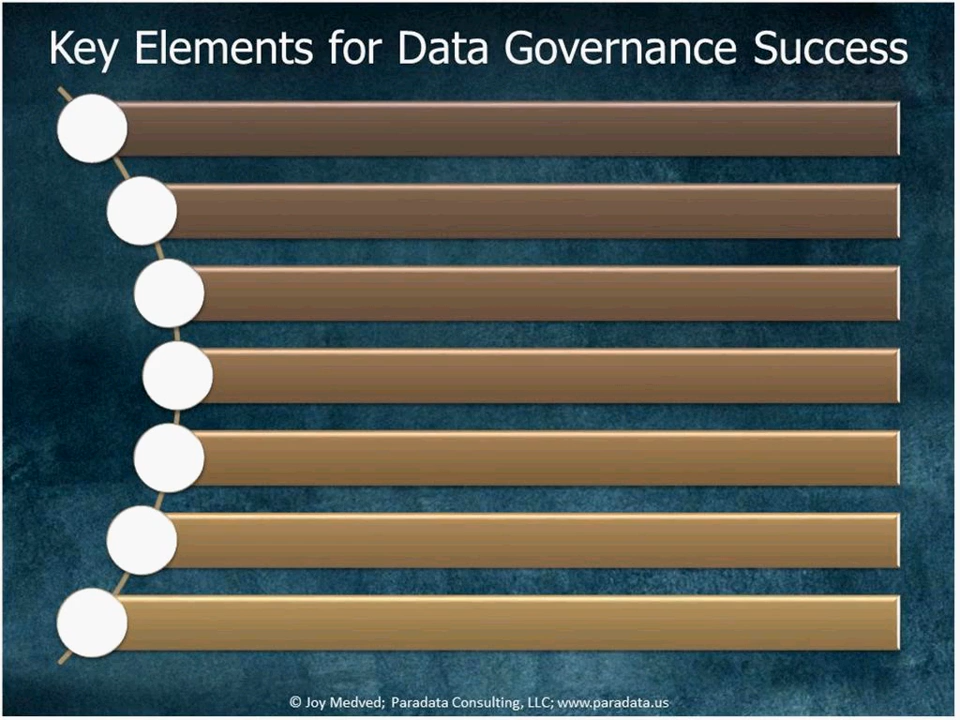 Key Elements for Data Governance Success
© Joy Medved; Paradata Consulting, LLC; www.paradata.us